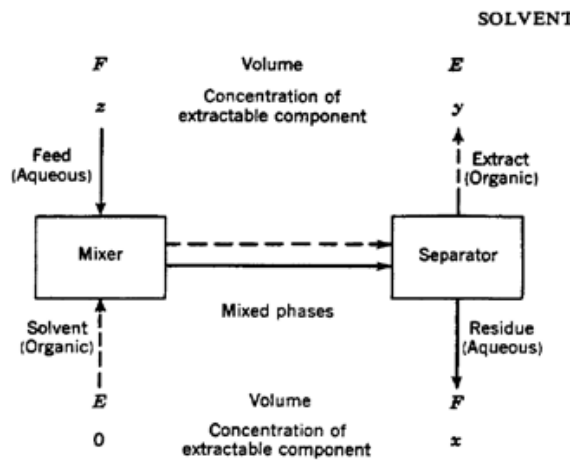 SOLVENT
F Volume E
z Concentration of extractable component y
Feed
(Aqueous)
Extract
(Organic)
Mixer
Separator
Mixed phases
Solvent
(Organic)
Residue
(Aqueous)
E Volume F
0 Concentration of extractable component x